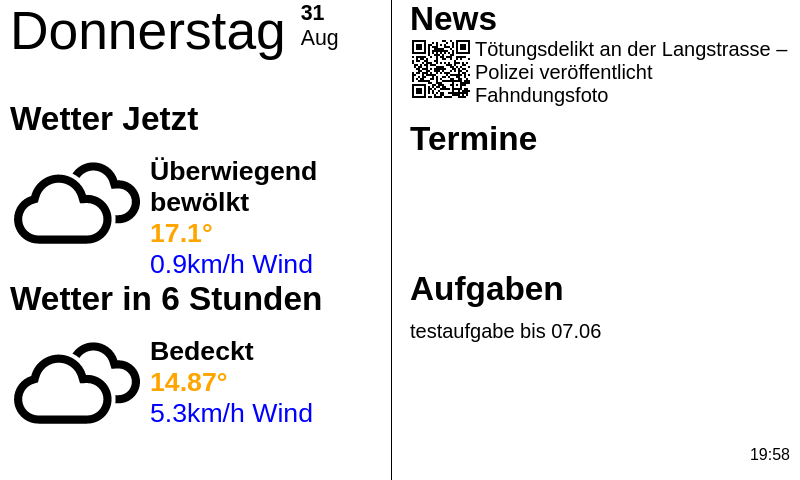 Donnerstag
31
Aug
Wetter Jetzt
Überwiegend
bewölkt
17.1°
0.9km/h Wind
Wetter in 6 Stunden
Bedeckt
14.87°
5.3km/h Wind
News
Tötungsdelikt an der Langstrasse –
Polizei veröffentlicht
Fahndungsfoto
Termine
Aufgaben
testaufgabe bis 07.06
19:58